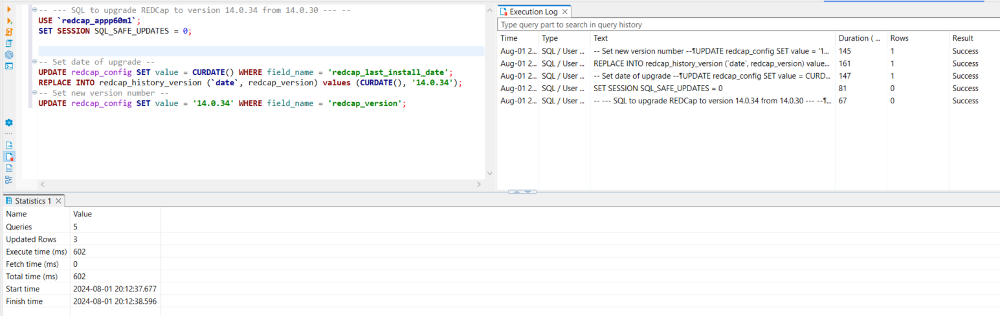 -- --- SQL to upgrade REDCap to version 14.0.34 from 14.0.30 --- --
USE `redcap_appp60m1`;
SET SESSION SQL_SAFE_UPDATES = 0;
-- Set date of upgrade --
UPDATE redcap_config SET value = CURDATE() WHERE field_name = 'redcap_last_install_date';
REPLACE INTO redcap_history_version (`date`, redcap_version) values (CURDATE(), '14.0.34');
-- Set new version number --
UPDATE redcap_config SET value = '14.0.34' WHERE field_name = 'redcap_version';
Execution Log
Type query part to search in query history
Time Type Text Duration ( ... Rows Result
Aug-01 2... SQL / User ... -- Set new version number --¶UPDATE redcap_config SET value = '1... 145 1 Success
Aug-01 2... SQL / User ... REPLACE INTO redcap_history_version (`date`, redcap_version) value... 161 1 Success
Aug-01 2... SQL / User ... -- Set date of upgrade --¶UPDATE redcap_config SET value = CURD... 147 1 Success
Aug-01 2... SQL / User ... SET SESSION SQL_SAFE_UPDATES = 0 81 0 Success
Aug-01 2... SQL / User ... -- --- SQL to upgrade REDCap to version 14.0.34 from 14.0.30 --- --¶... 67 0 Success
Statistics 1
Name Value
Queries 5
Updated Rows 3
Execute time (ms) 602
Fetch time (ms) 0
Total time (ms) 602
Start time 2024-08-01 20:12:37.677
Finish time 2024-08-01 20:12:38.596